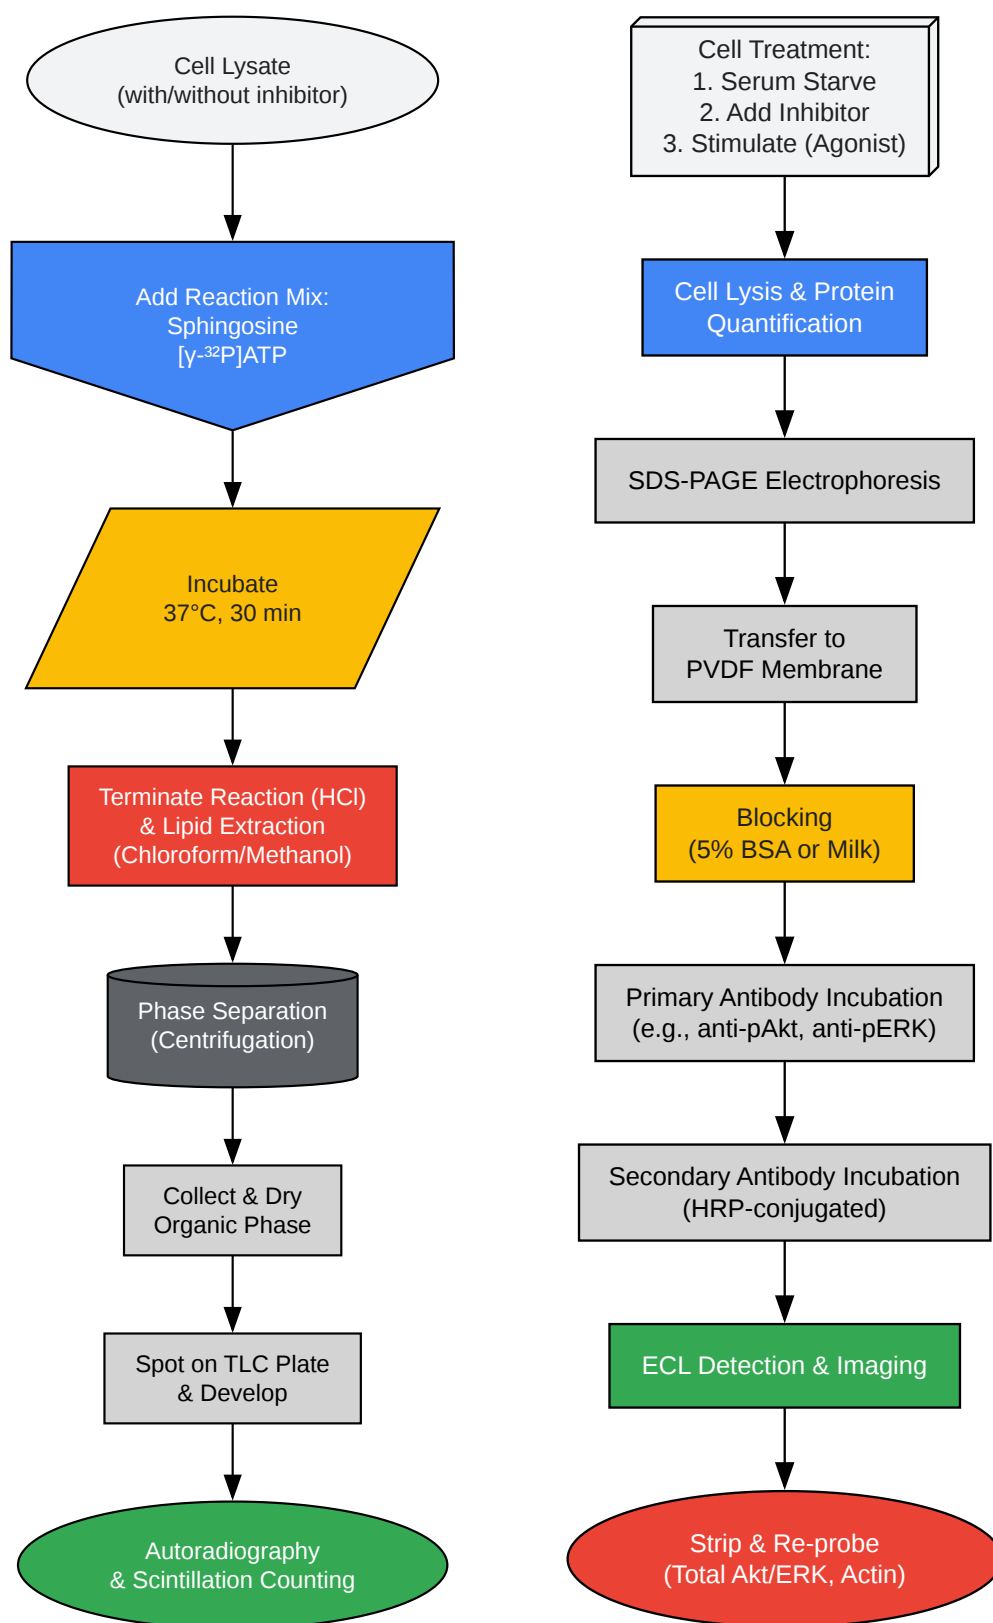 Cell Lysate
(with/without inhibitor)
Add Reaction Mix:
Sphingosine
[γ-³²P]ATP
Incubate
37°C, 30 min
Terminate Reaction (HCl)
& Lipid Extraction
(Chloroform/Methanol)
Phase Separation
(Centrifugation)
Collect & Dry
Organic Phase
Spot on TLC Plate
& Develop
Autoradiography
& Scintillation Counting
Cell Treatment:
1. Serum Starve
2. Add Inhibitor
3. Stimulate (Agonist)
Cell Lysis & Protein
Quantification
SDS-PAGE Electrophoresis
Transfer to
PVDF Membrane
Blocking
(5% BSA or Milk)
Primary Antibody Incubation
(e.g., anti-pAkt, anti-pERK)
Secondary Antibody Incubation
(HRP-conjugated)
ECL Detection & Imaging
Strip & Re-probe
(Total Akt/ERK, Actin)